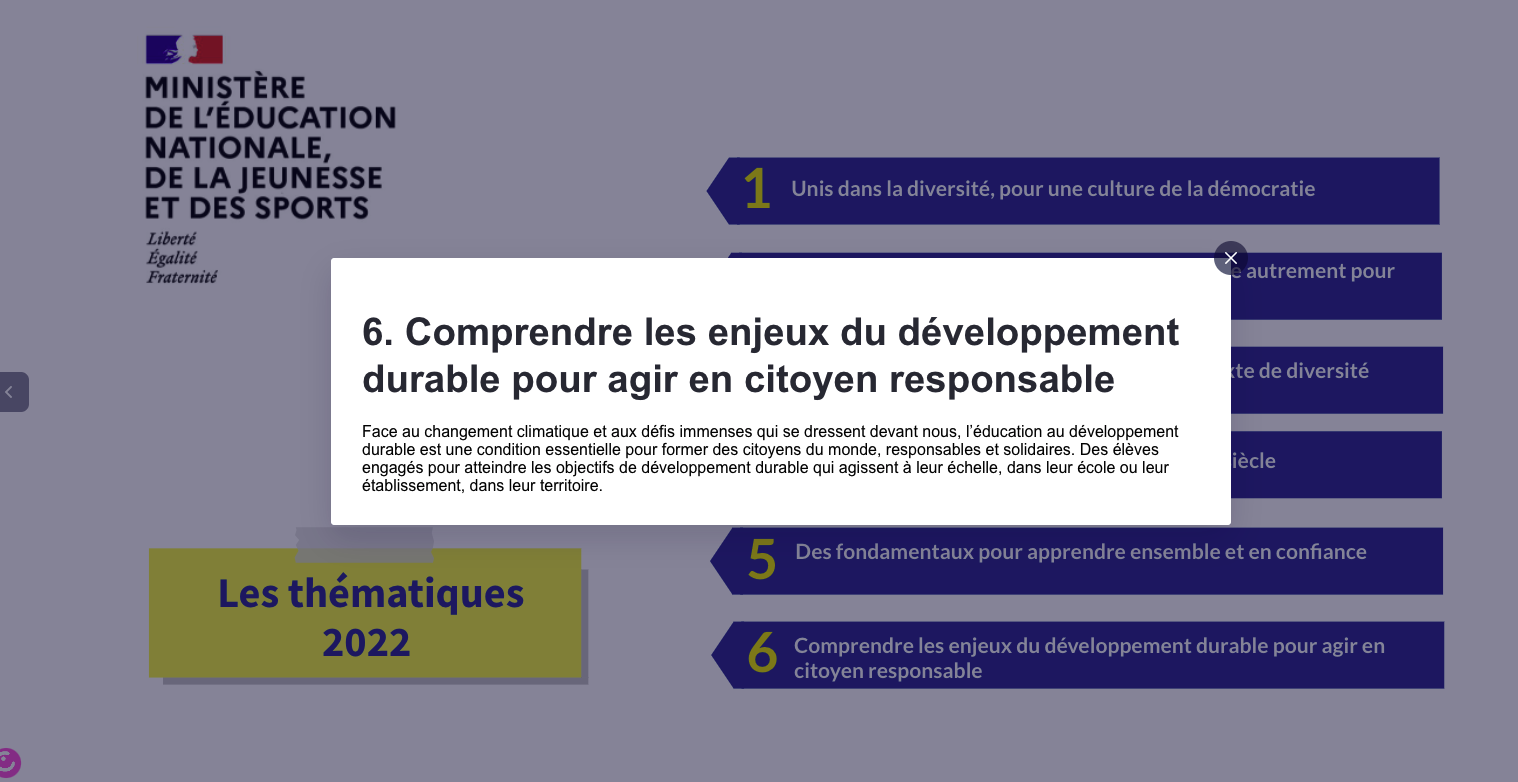 MINISTÈRE
DE L'ÉDUCATION
NATIONALE,
DE LA JEUNESSE
ET DES SPORTS
Liberté
Égalité
Fraternité
1 Unis dans la diversité, pour une culture de la démocratie
autrement pour
de diversité
6. Comprendre les enjeux du développement
durable pour agir en citoyen responsable
Face au changement climatique et aux défis immenses qui se dressent devant nous, l’éducation au développement
durable est une condition essentielle pour former des citoyens du monde, responsables et solidaires. Des élèves
engagés pour atteindre les objectifs de développement durable qui agissent à leur échelle, dans leur école ou leur
établissement, dans leur territoire.
5 Des fondamentaux pour apprendre ensemble et en confiance
Les thématiques
2022
6 Comprendre les enjeux du développement durable pour agir en
citoyen responsable